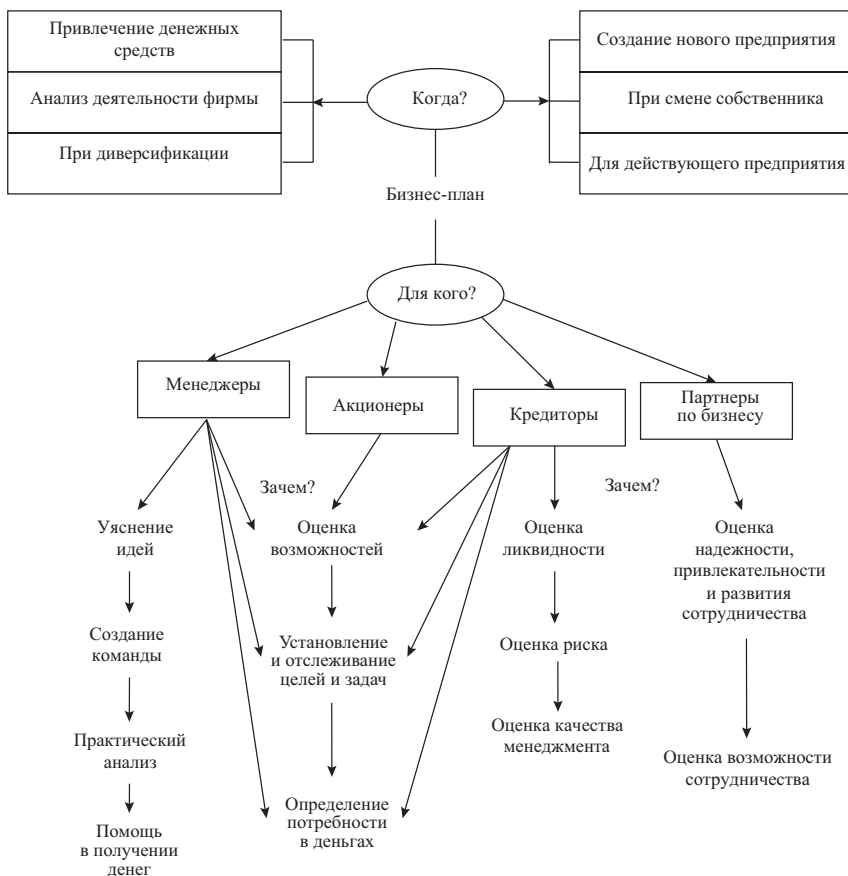 Привлечение денежных
средств
Анализ деятельности фирмы
При диверсификации
Когда?
Создание нового предприятия
При смене собственника
Для действующего предприятия
Бизнес-план
Для кого?
Менеджеры
Акционеры
Кредиторы
Партнеры
по бизнесу
Зачем?
Зачем?
Уяснение
идей
Создание
команды
Практический
анализ
Помощь
в получении
денег
Оценка
возможностей
Установление
и отслеживание
целей и задач
Определение
потребности
в деньгах
Оценка
ликвидности
Оценка риска
Оценка качества
менеджмента
Оценка
надежности,
привлекательности
и развития
сотрудничества
Оценка возможности
сотрудничества